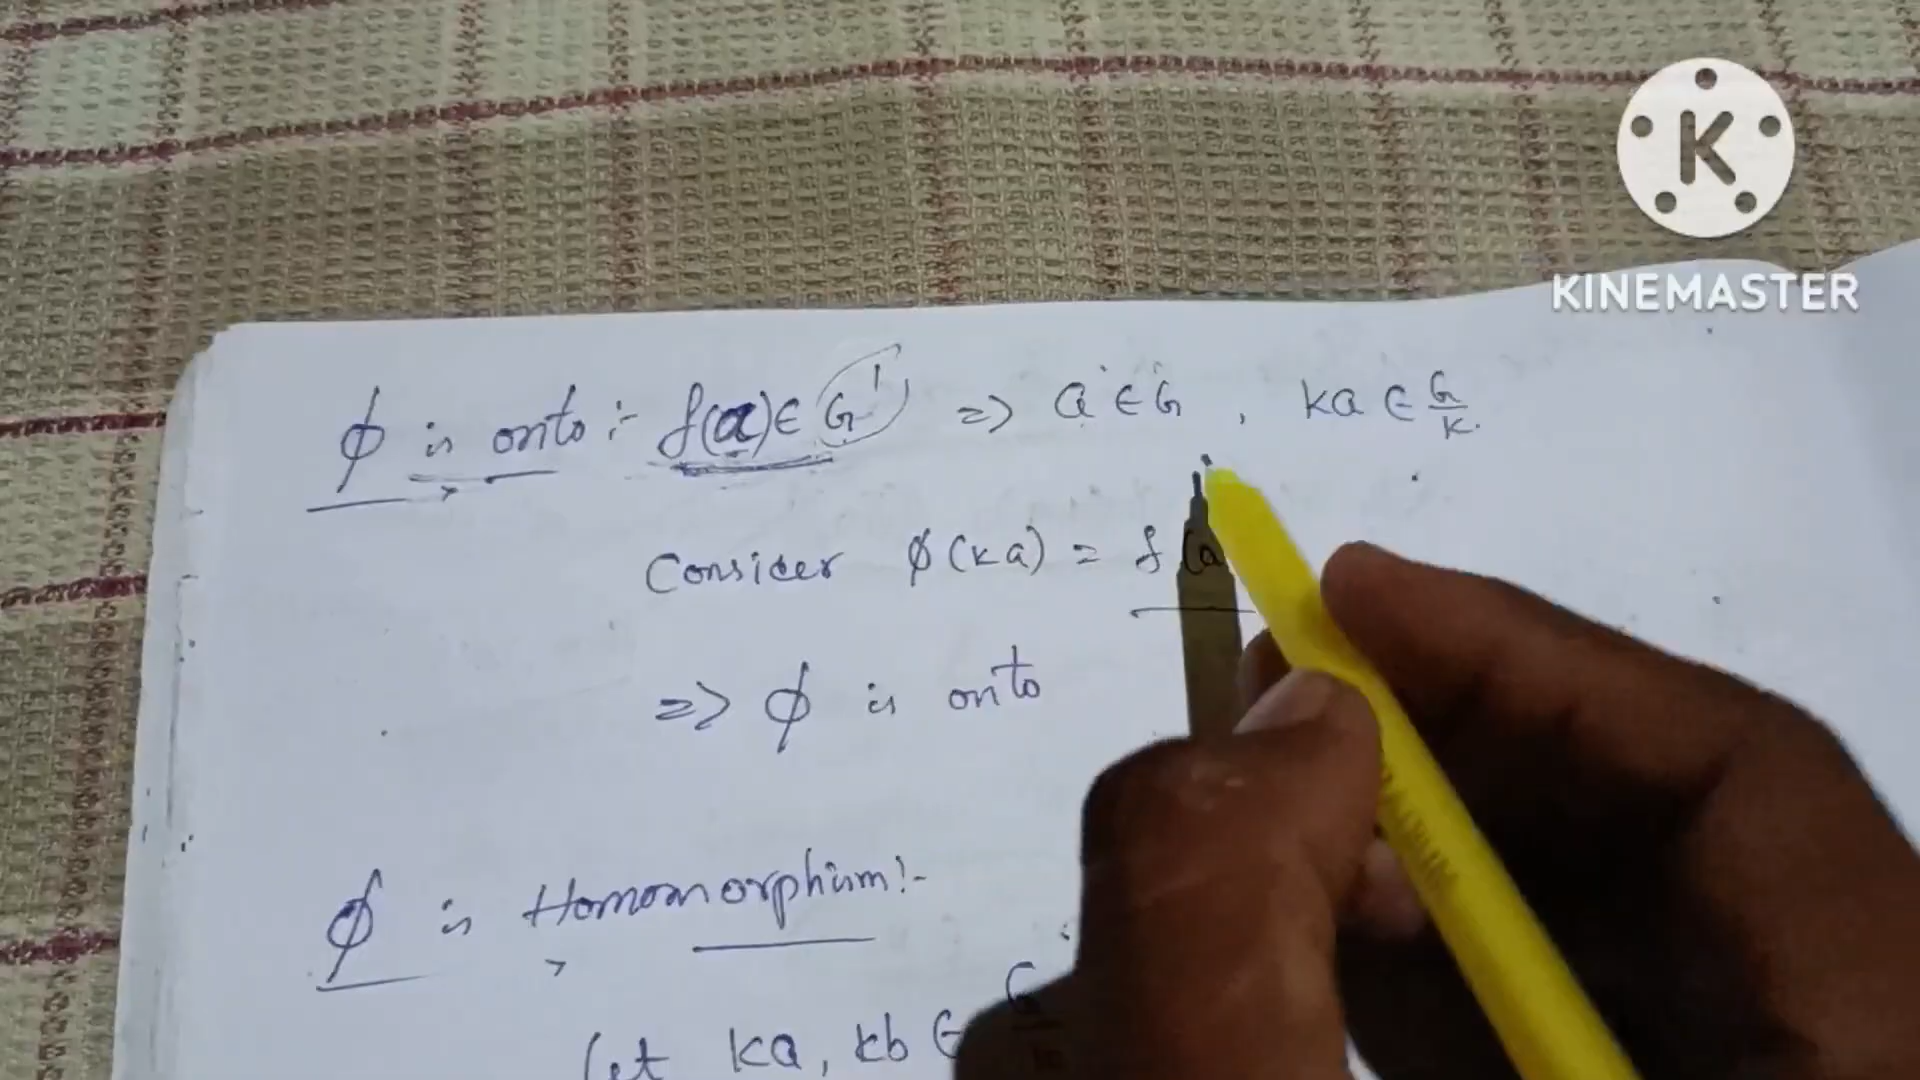 K
KINEMASTER
ϕ is onto :- f(a) ∈ G' => a ∈ G , ka ∈ G/K.
Consider ϕ(ka) = f(a
=> ϕ is onto
ϕ is Homomorphism:-
Let ka, kb ∈ G